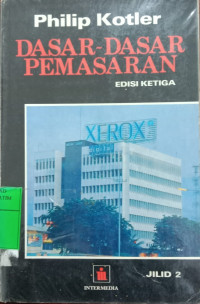 Philip Kotler
DASAR-DASAR
PEMASARAN
EDISI KETIGA
XEROX
JILID 2
INTERMEDIA